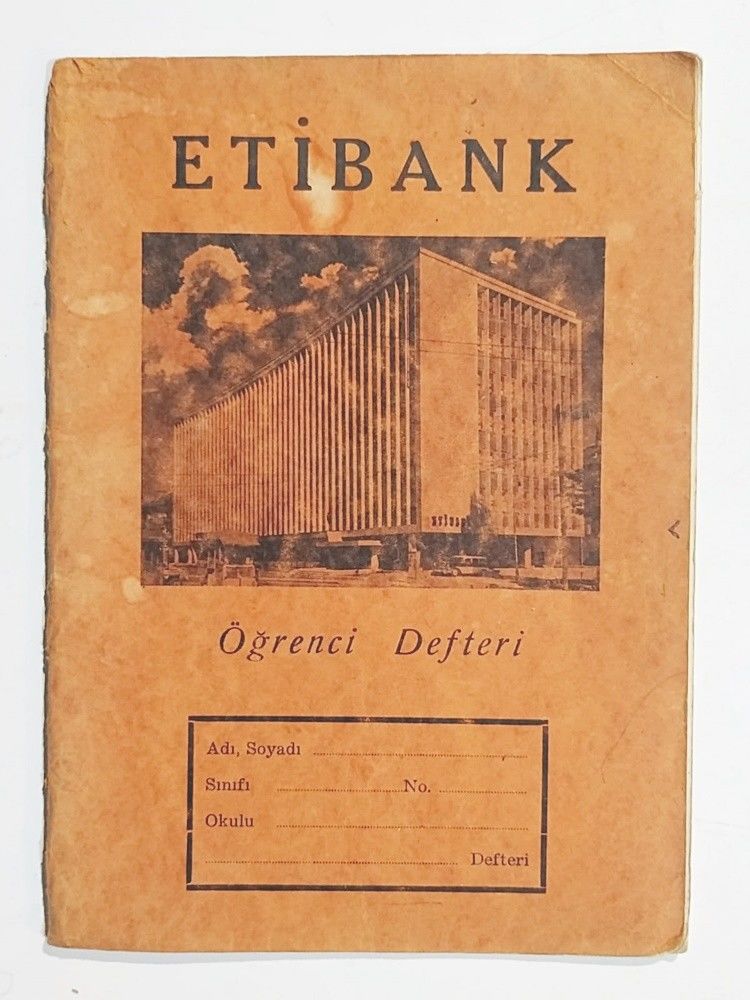 ETİBANK
Öğrenci Defteri
Adı, Soyadı
Sınıfı No.
Okulu
Defteri